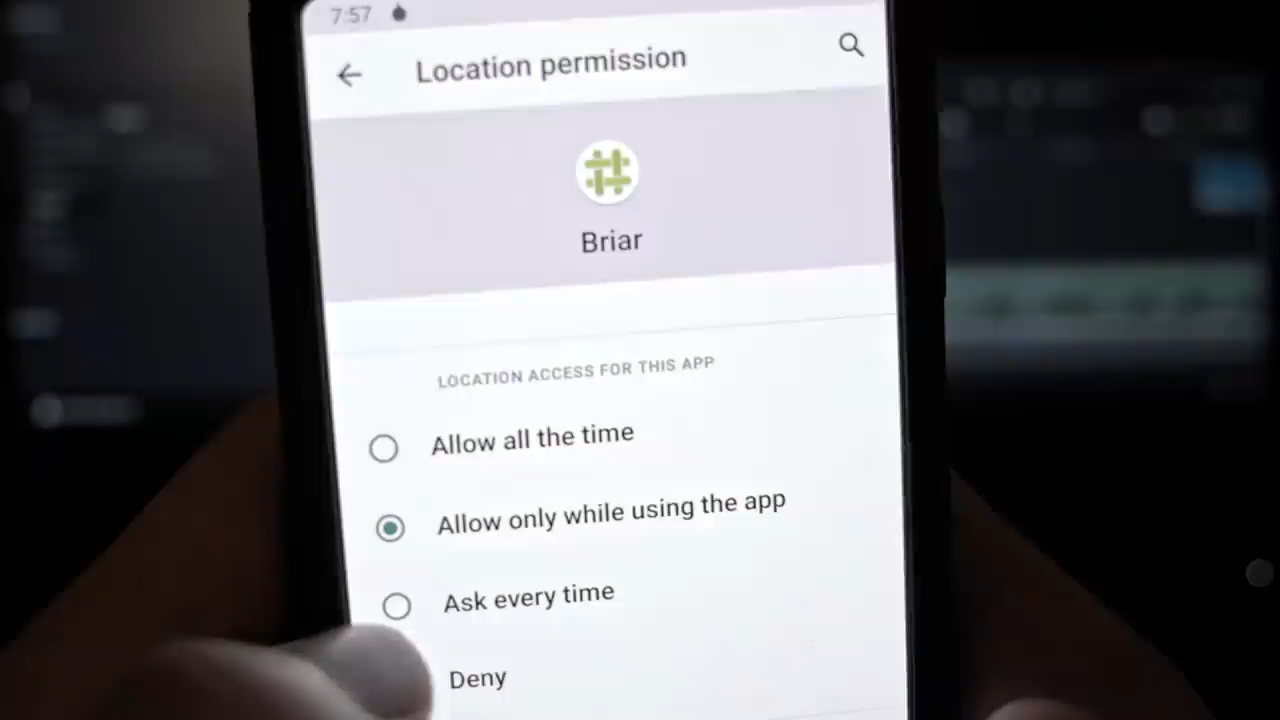 7:57
Location permission
Briar
LOCATION ACCESS FOR THIS APP
Allow all the time
Allow only while using the app
Ask every time
Deny